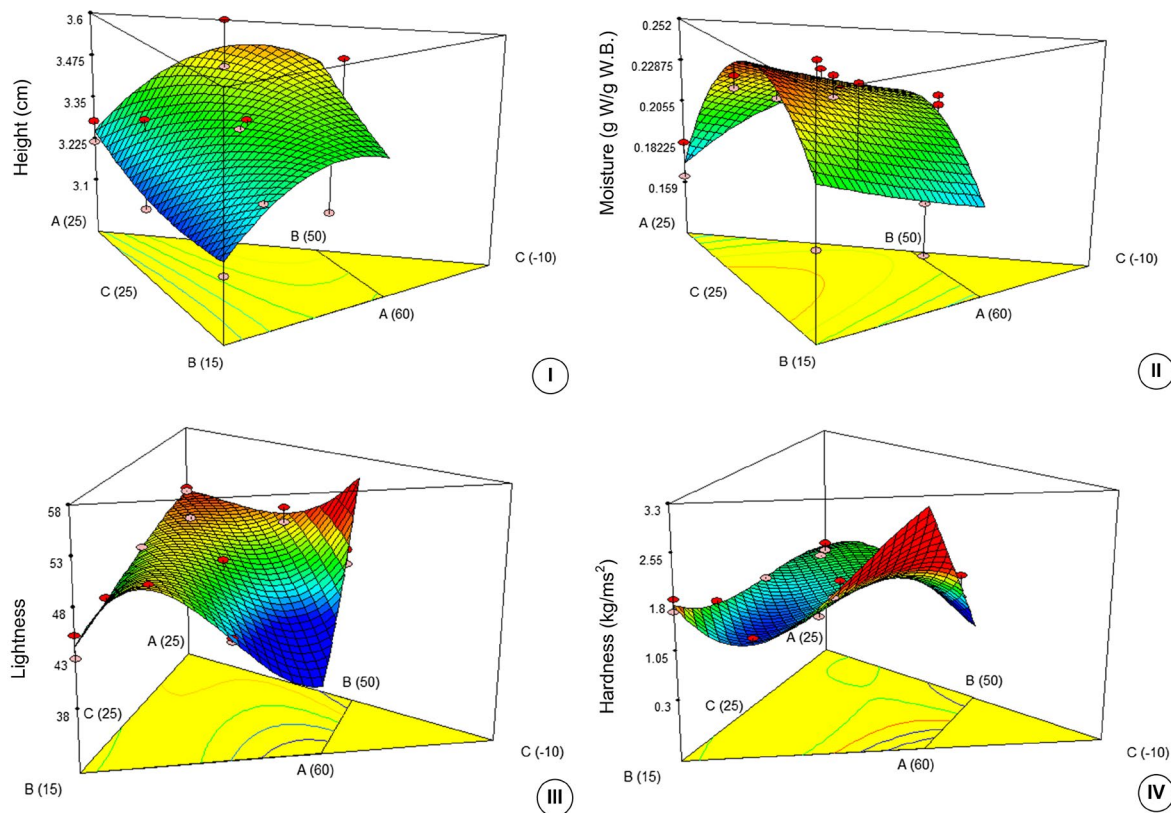 3.6
3.475
3.35
3.225
3.1
Height (cm)
A (25)
B (50)
C (-10)
C (25)
A (60)
B (15)
I
0.252
0.22875
0.2055
0.18225
0.159
Moisture (g W/g W.B.)
A (25)
B (50)
C (-10)
C (25)
A (60)
B (15)
II
58
53
48
43
38
Lightness
A (25)
B (50)
C (25)
C (-10)
A (60)
B (15)
III
3.3
2.55
1.8
1.05
0.3
Hardness (kg/ms²)
A (25)
B (50)
C (25)
C (-10)
A (60)
B (15)
IV